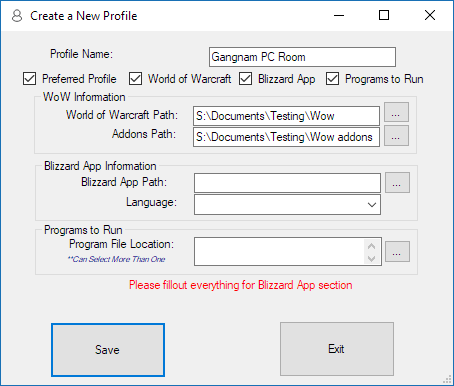 Create a New Profile
Profile Name: Gangnam PC Room
Preferred Profile World of Warcraft Blizzard App Programs to Run
WoW Information
World of Warcraft Path: S:\Documents\Testing\Wow ...
Addons Path: S:\Documents\Testing\Wow addons ...
Blizzard App Information
Blizzard App Path: ...
Language:
Programs to Run
Program File Location: ...
**Can Select More Than One
Please fillout everything for Blizzard App section
Save Exit